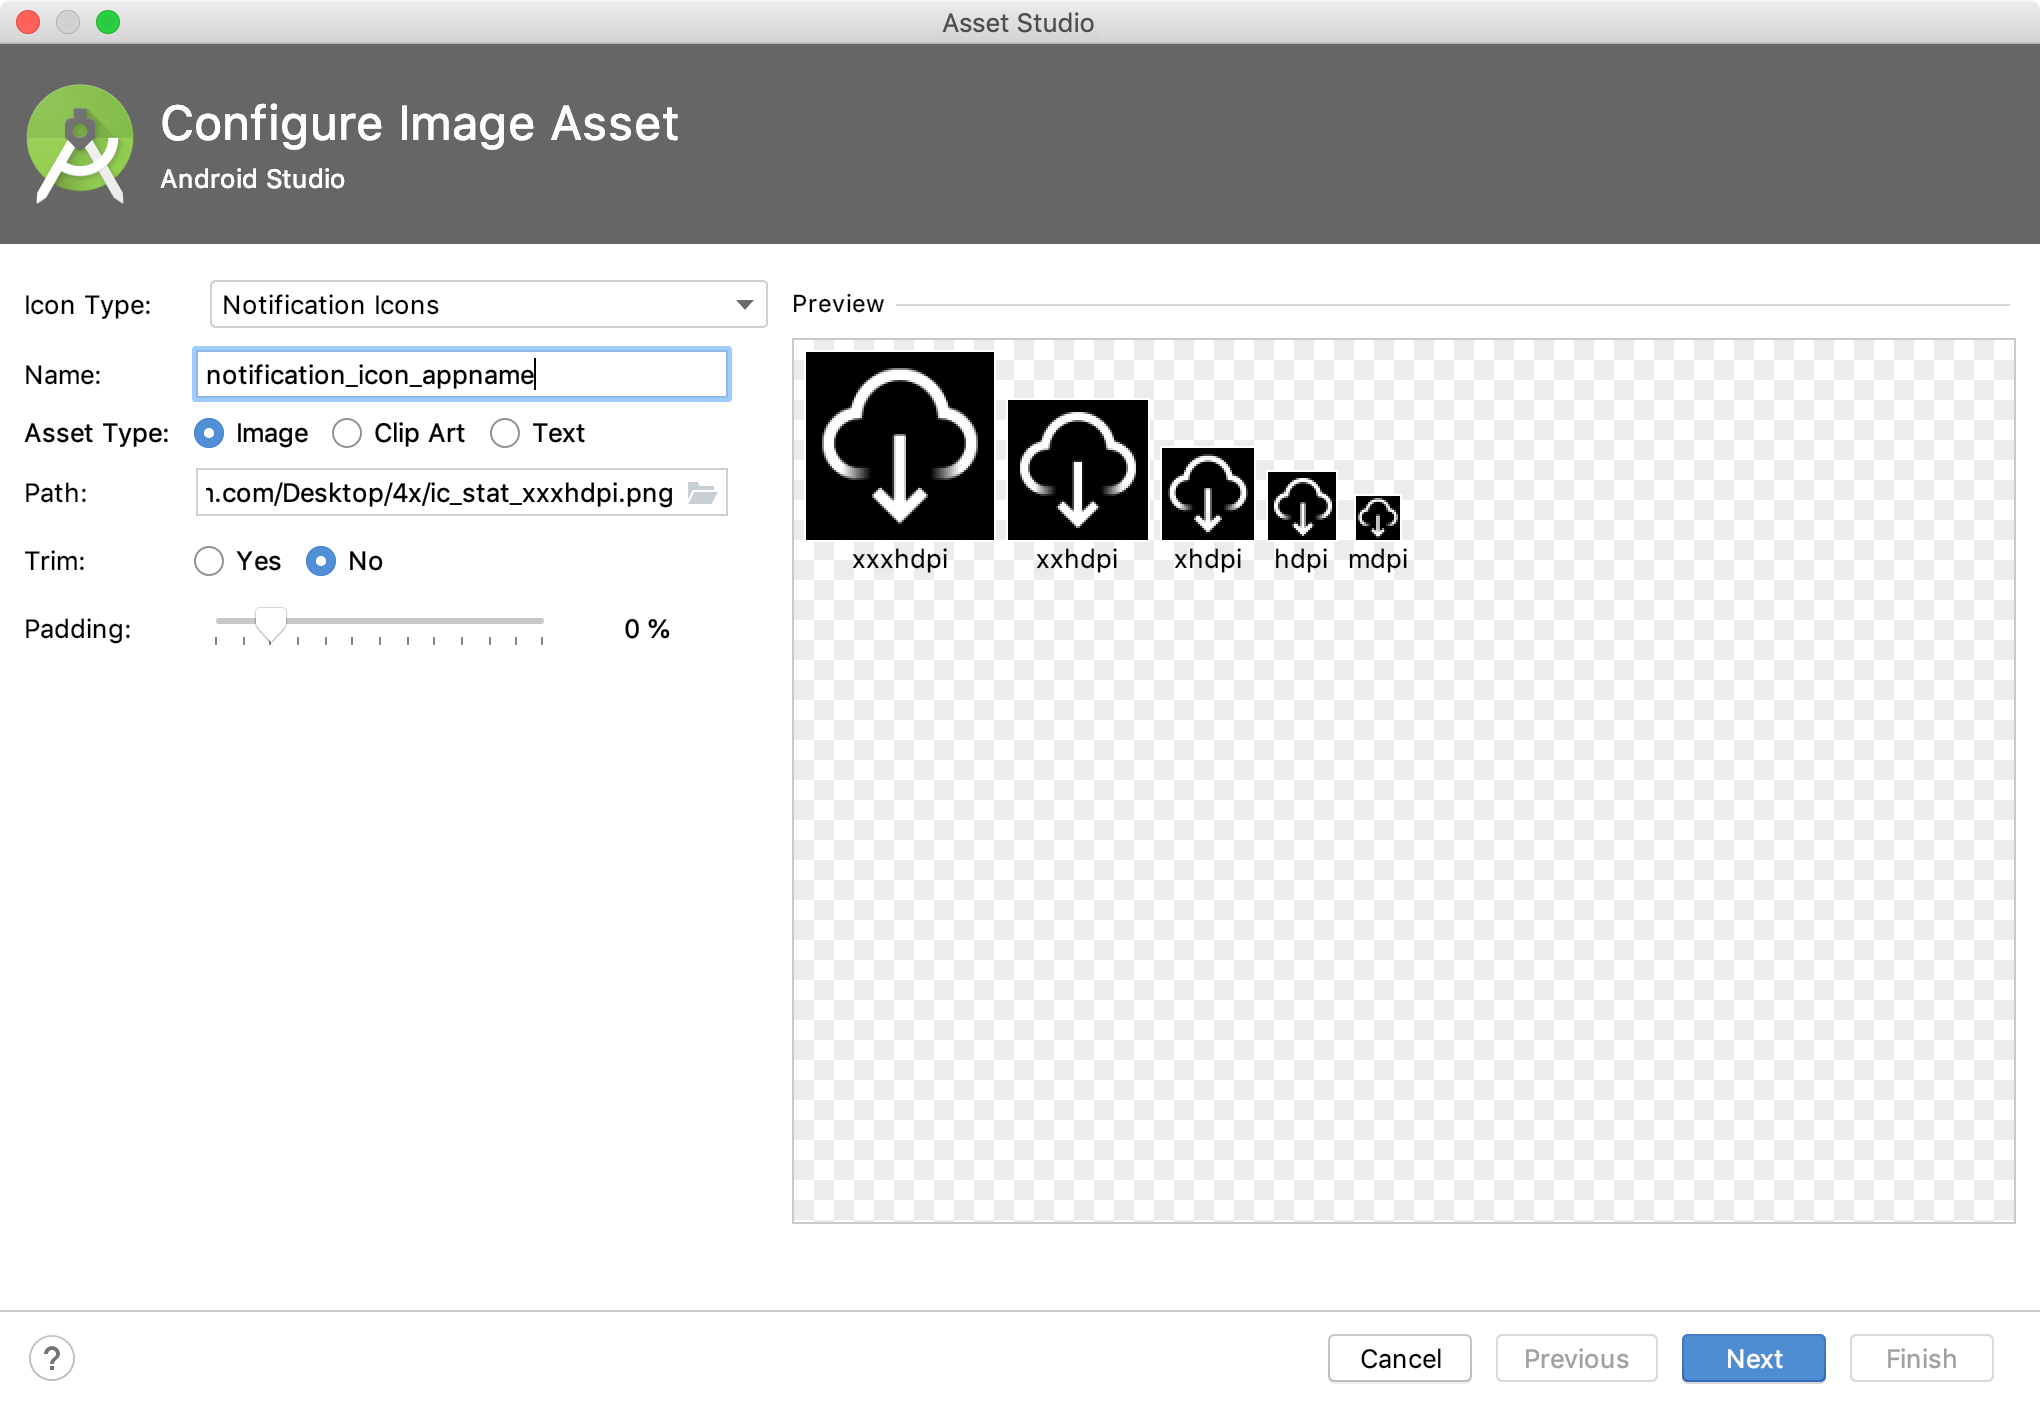 Asset Studio
Configure Image Asset
Android Studio
Icon Type: Notification Icons
Name: notification_icon_appname
Asset Type: Image Clip Art Text
Path: .com/Desktop/4x/ic_stat_xxxhdpi.png
Trim: Yes No
Padding: 0 %
Preview
xxxhdpi xxhdpi xhdpi hdpi mdpi
? Cancel Previous Next Finish